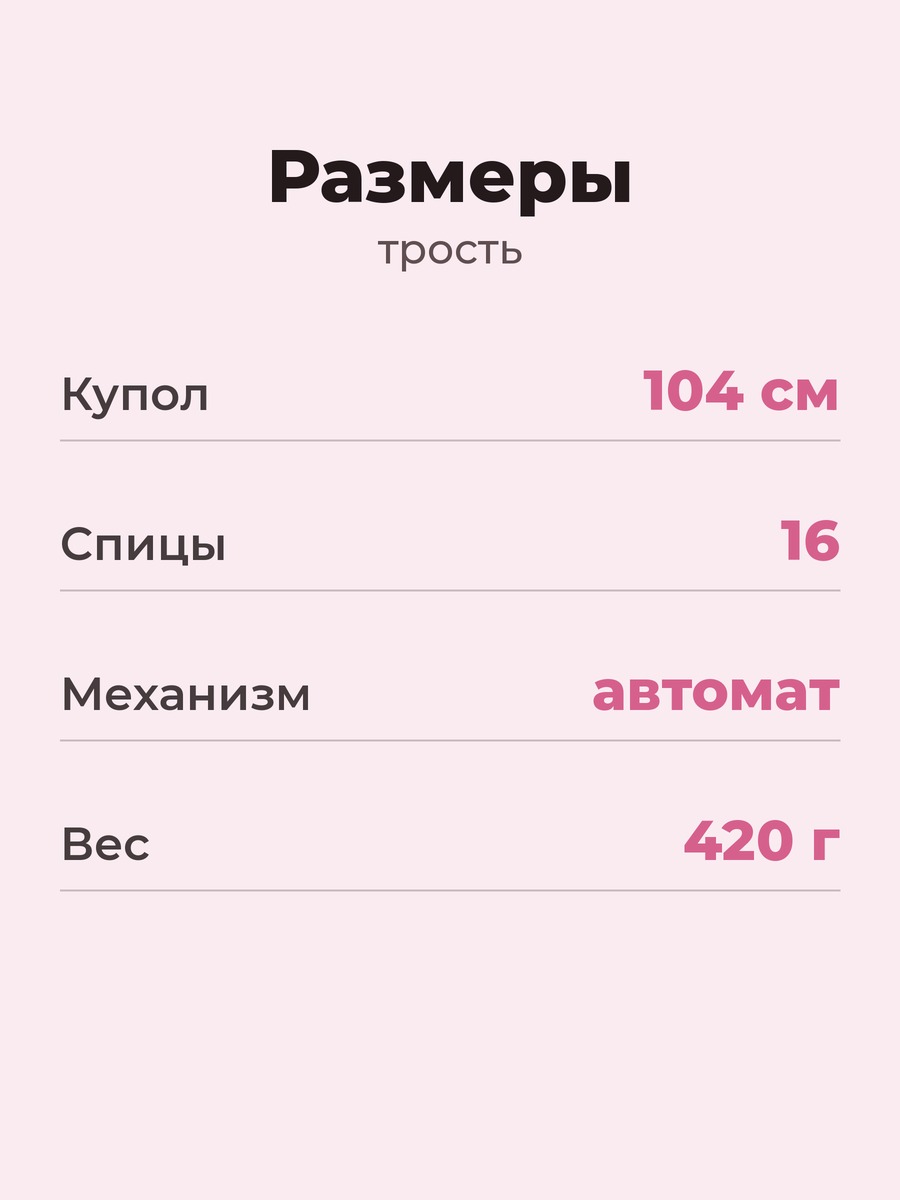 Размеры
трость
Купол 104 см
Спицы 16
Механизм автомат
Вес 420 г